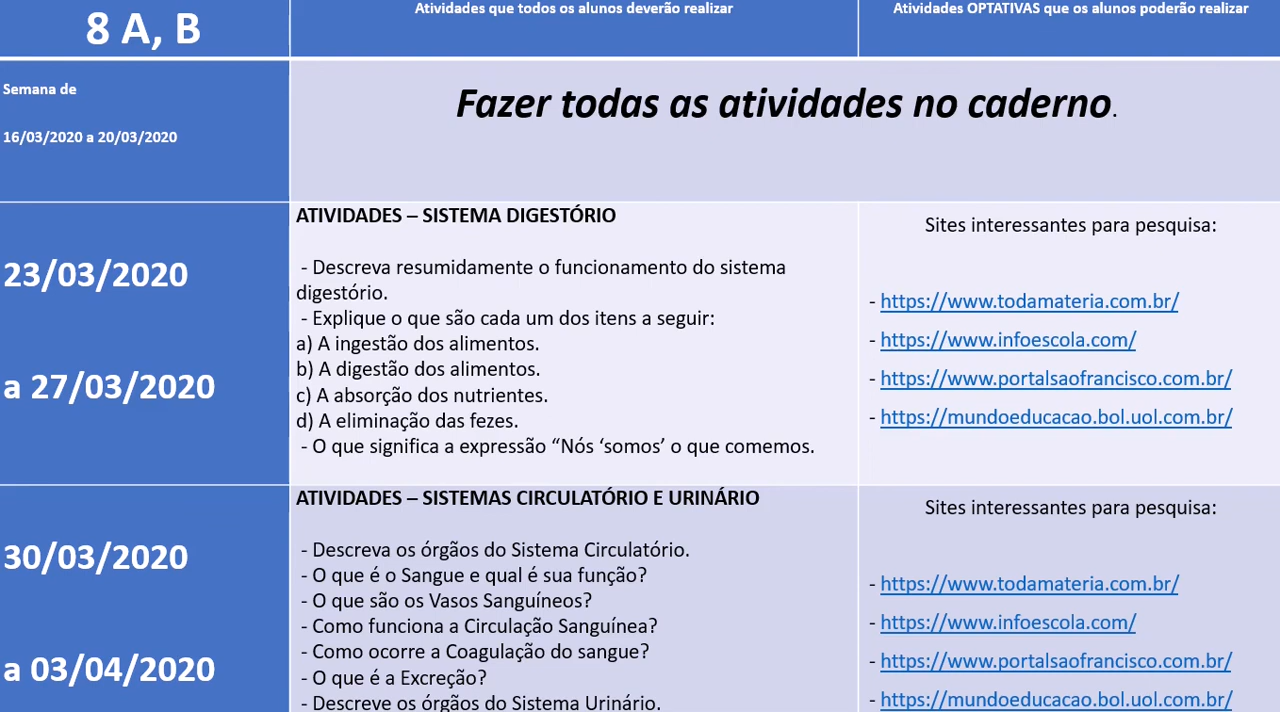 8 A, B
Atividades que todos os alunos deverão realizar
Atividades OPTATIVAS que os alunos poderão realizar
Semana de
16/03/2020 a 20/03/2020
Fazer todas as atividades no caderno.
23/03/2020
a 27/03/2020
ATIVIDADES – SISTEMA DIGESTÓRIO
- Descreva resumidamente o funcionamento do sistema
digestório.
- Explique o que são cada um dos itens a seguir:
a) A ingestão dos alimentos.
b) A digestão dos alimentos.
c) A absorção dos nutrientes.
d) A eliminação das fezes.
- O que significa a expressão “Nós ‘somos’ o que comemos.
Sites interessantes para pesquisa:
- https://www.todamateria.com.br/
- https://www.infoescola.com/
- https://www.portalsaofrancisco.com.br/
- https://mundoeducacao.bol.uol.com.br/
30/03/2020
a 03/04/2020
ATIVIDADES – SISTEMAS CIRCULATÓRIO E URINÁRIO
- Descreva os órgãos do Sistema Circulatório.
- O que é o Sangue e qual é sua função?
- O que são os Vasos Sanguíneos?
- Como funciona a Circulação Sanguínea?
- Como ocorre a Coagulação do sangue?
- O que é a Excreção?
- Descreve os órgãos do Sistema Urinário.
Sites interessantes para pesquisa:
- https://www.todamateria.com.br/
- https://www.infoescola.com/
- https://www.portalsaofrancisco.com.br/
- https://mundoeducacao.bol.uol.com.br/